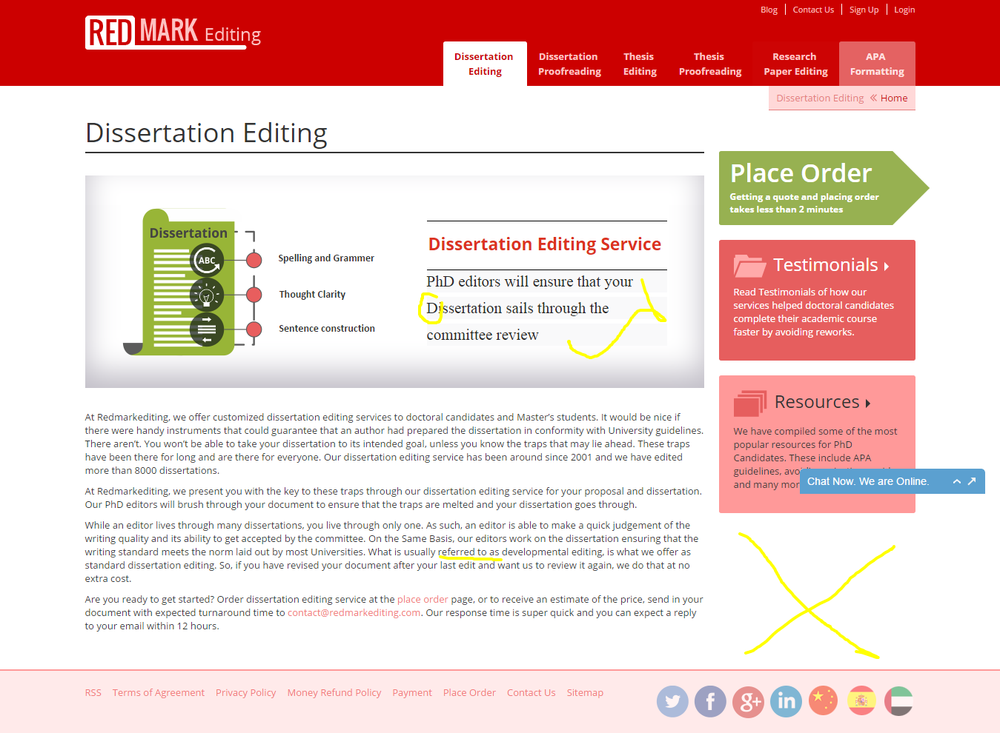 Blog
Contact Us
Sign Up
Login
RED MARK Editing
Dissertation
Editing
Dissertation
Proofreading
Thesis
Editing
Thesis
Proofreading
Research
Paper Editing
APA
Formatting
Dissertation Editing « Home
Dissertation Editing
Dissertation
ABC
Spelling and Grammer
Thought Clarity
Sentence construction
Dissertation Editing Service
PhD editors will ensure that your
Dissertation sails through the
committee review
Place Order
Getting a quote and placing order
takes less than 2 minutes
Testimonials
Read Testimonials of how our
services helped doctoral candidates
complete their academic course
faster by avoiding reworks.
Resources
We have compiled some of the most
popular resources for PhD
Candidates. These include APA
guidelines,
and many
Chat Now. We are Online.
At Redmarkediting, we offer customized dissertation editing services to doctoral candidates and Master's students. It would be nice if
there were handy instruments that could guarantee that an author had prepared the dissertation in conformity with University guidelines.
There aren't. You won't be able to take your dissertation to its intended goal, unless you know the traps that may lie ahead. These traps
have been there for long and are there for everyone. Our dissertation editing service has been around since 2001 and we have edited
more than 8000 dissertations.
At Redmarkediting, we present you with the key to these traps through our dissertation editing service for your proposal and dissertation.
Our PhD editors will brush through your document to ensure that the traps are melted and your dissertation goes through.
While an editor lives through many dissertations, you live through only one. As such, an editor is able to make a quick judgement of the
writing quality and its ability to get accepted by the committee. On the Same Basis, our editors work on the dissertation ensuring that the
writing standard meets the norm laid out by most Universities. What is usually referred to as developmental editing, is what we offer as
standard dissertation editing. So, if you have revised your document after your last edit and want us to review it again, we do that at no
extra cost.
Are you ready to get started? Order dissertation editing service at the place order page, or to receive an estimate of the price, send in your
document with expected turnaround time to contact@redmarkediting.com. Our response time is super quick and you can expect a reply
to your email within 12 hours.
RSS
Terms of Agreement
Privacy Policy
Money Refund Policy
Payment
Place Order
Contact Us
Sitemap
f
g+
in